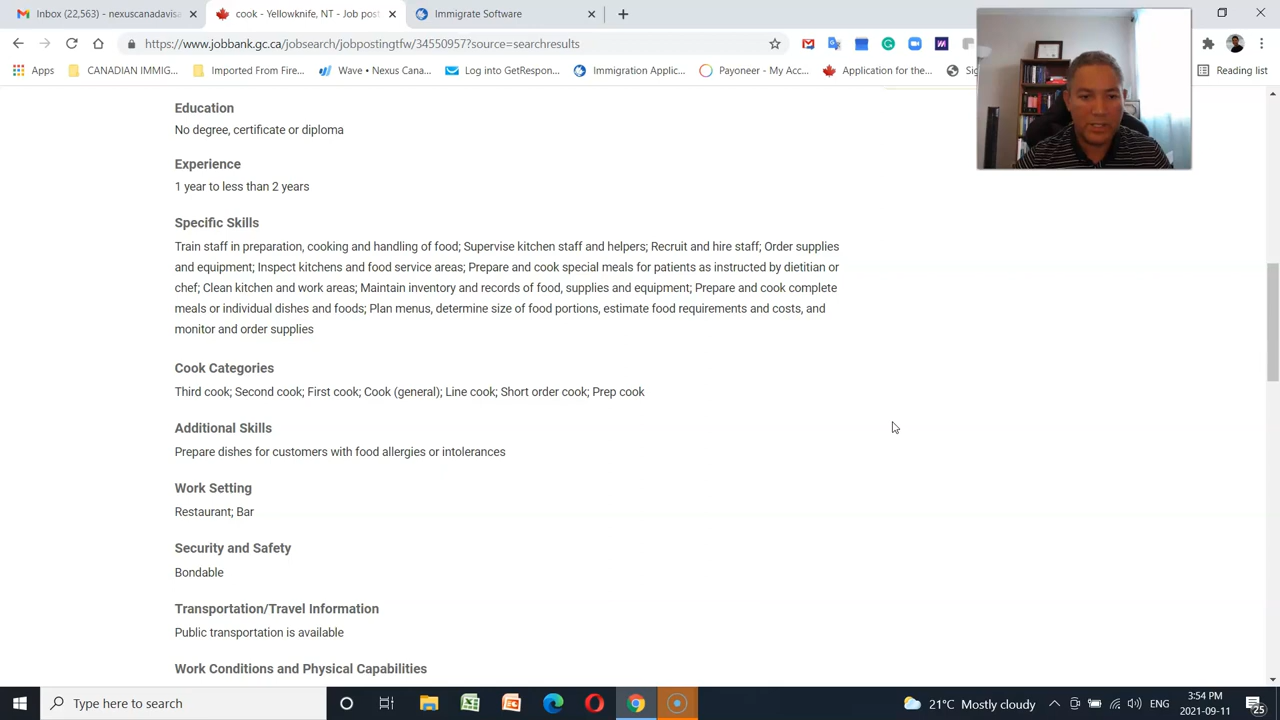 Inbox (22,563) - nexuscanadavisa
cook - Yellowknife, NT - Job post
Immigrate Software
https://www.jobbank.gc.ca/jobsearch/jobpostingtfw/34550957?source=searchresults
Apps
CANADIAN IMMIG...
Imported From Fire...
Wave • Nexus Cana...
Log into GetRespon...
Immigration Applic...
Payoneer - My Acc...
Application for the...
Reading list
Education
No degree, certificate or diploma
Experience
1 year to less than 2 years
Specific Skills
Train staff in preparation, cooking and handling of food; Supervise kitchen staff and helpers; Recruit and hire staff; Order supplies
and equipment; Inspect kitchens and food service areas; Prepare and cook special meals for patients as instructed by dietitian or
chef; Clean kitchen and work areas; Maintain inventory and records of food, supplies and equipment; Prepare and cook complete
meals or individual dishes and foods; Plan menus, determine size of food portions, estimate food requirements and costs, and
monitor and order supplies
Cook Categories
Third cook; Second cook; First cook; Cook (general); Line cook; Short order cook; Prep cook
Additional Skills
Prepare dishes for customers with food allergies or intolerances
Work Setting
Restaurant; Bar
Security and Safety
Bondable
Transportation/Travel Information
Public transportation is available
Work Conditions and Physical Capabilities
Type here to search
21°C Mostly cloudy
ENG
3:54 PM
2021-09-11
25